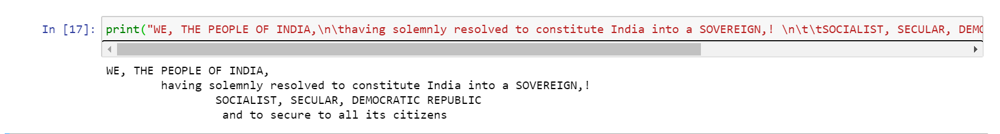 In [17]: print("WE, THE PEOPLE OF INDIA,\n\thaving solemnly resolved to constitute India into a SOVEREIGN,! \n\t\tSOCIALIST, SECULAR, DEMO
WE, THE PEOPLE OF INDIA,
having solemnly resolved to constitute India into a SOVEREIGN,!
SOCIALIST, SECULAR, DEMOCRATIC REPUBLIC
and to secure to all its citizens